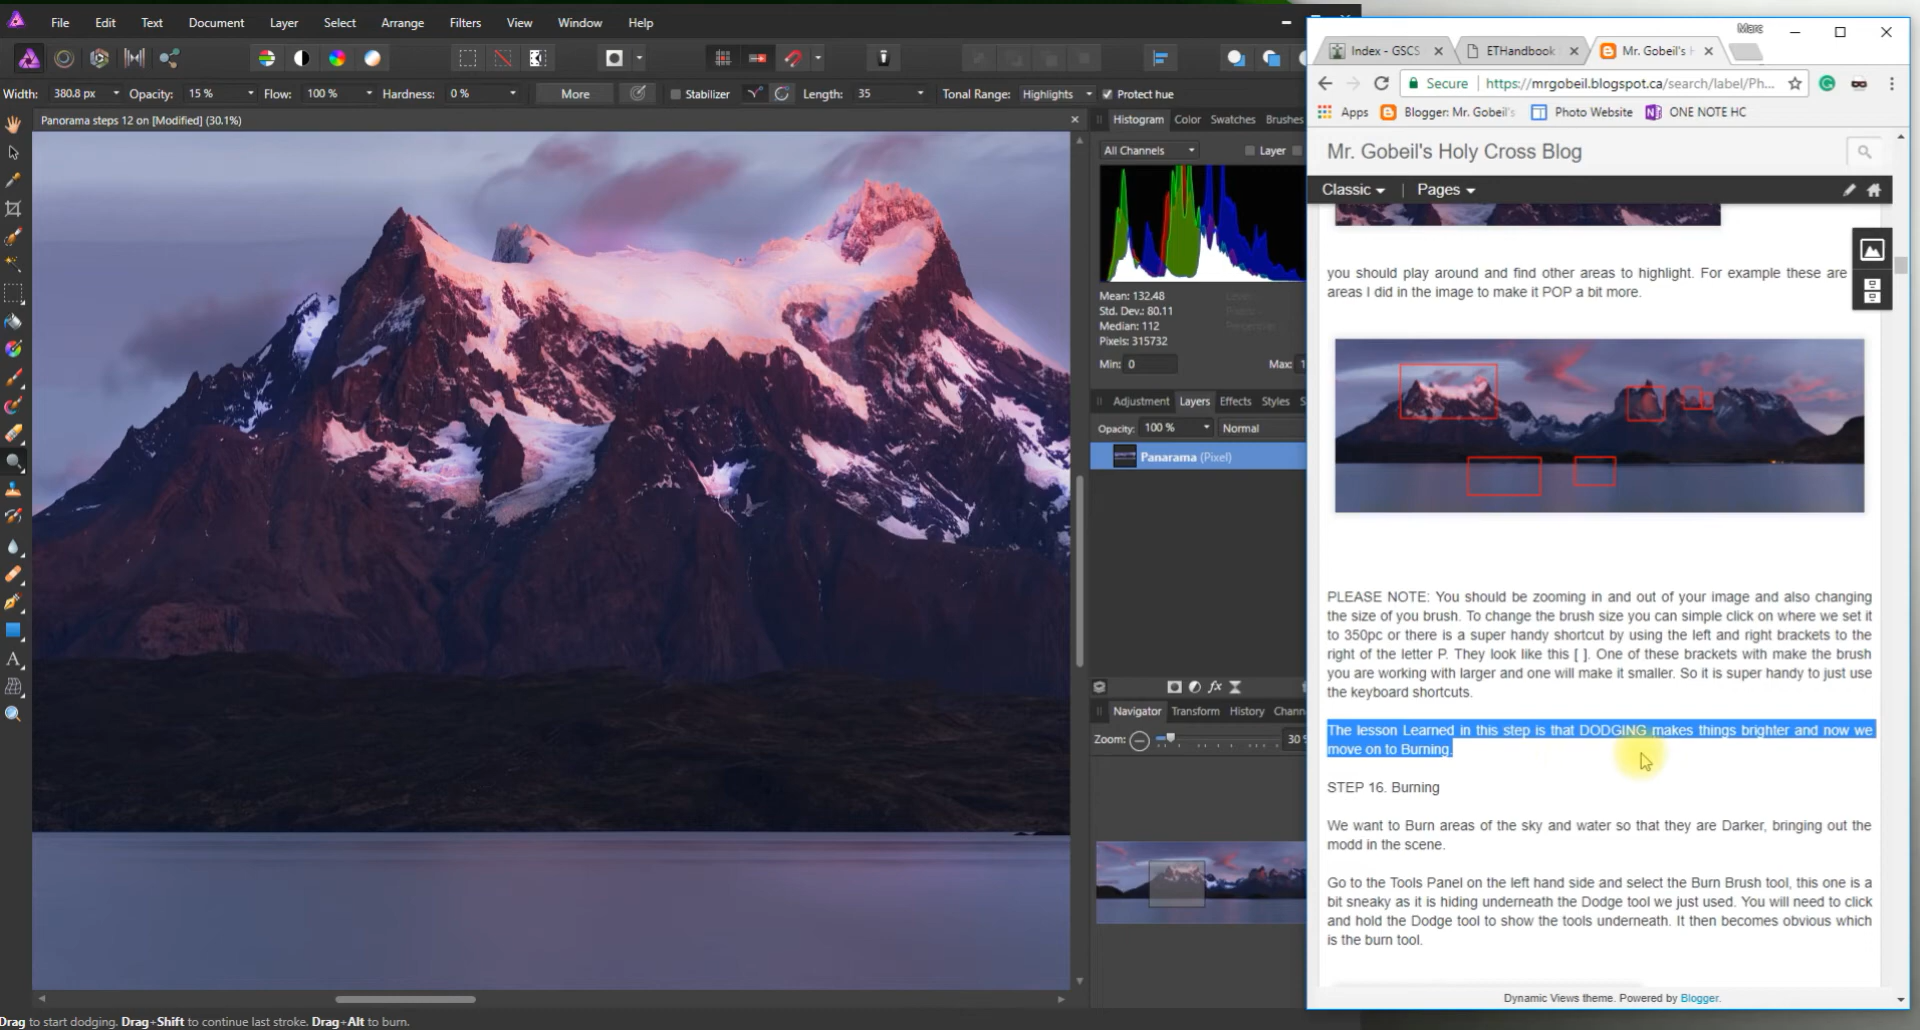 File Edit Text Document Layer Select Arrange Filters View Window Help
Width: 380.8 px Opacity: 15 % Flow: 100 % Hardness: 0 % More Stabilizer Length: 35 Tonal Range: Highlights Protect hue
Panorama steps 12 on [Modified] (30.1%)
Histogram Color Swatches Brushes
All Channels Layer
Mean: 132.48
Std. Dev.: 80.11
Median: 112
Pixels: 315732
Min: 0 Max: 1
Adjustment Layers Effects Styles S
Opacity: 100 % Normal
Panarama (Pixel)
fx
Navigator Transform History Chann
Zoom: 30 %
Drag to start dodging. Drag+Shift to continue last stroke. Drag+Alt to burn.
Marc
Index - GSCS ETHandbook Mr. Gobeil's H
Secure https://mrgobeil.blogspot.ca/search/label/Ph...
Apps Blogger: Mr. Gobeil's Photo Website ONE NOTE HC
Mr. Gobeil's Holy Cross Blog
Classic Pages
you should play around and find other areas to highlight. For example these are
areas I did in the image to make it POP a bit more.
PLEASE NOTE: You should be zooming in and out of your image and also changing
the size of you brush. To change the brush size you can simple click on where we set it
to 350pc or there is a super handy shortcut by using the left and right brackets to the
right of the letter P. They look like this [ ]. One of these brackets with make the brush
you are working with larger and one will make it smaller. So it is super handy to just use
the keyboard shortcuts.
The lesson Learned in this step is that DODGING makes things brighter and now we
move on to Burning.
STEP 16. Burning
We want to Burn areas of the sky and water so that they are Darker, bringing out the
modd in the scene.
Go to the Tools Panel on the left hand side and select the Burn Brush tool, this one is a
bit sneaky as it is hiding underneath the Dodge tool we just used. You will need to click
and hold the Dodge tool to show the tools underneath. It then becomes obvious which
is the burn tool.
Dynamic Views theme. Powered by Blogger.